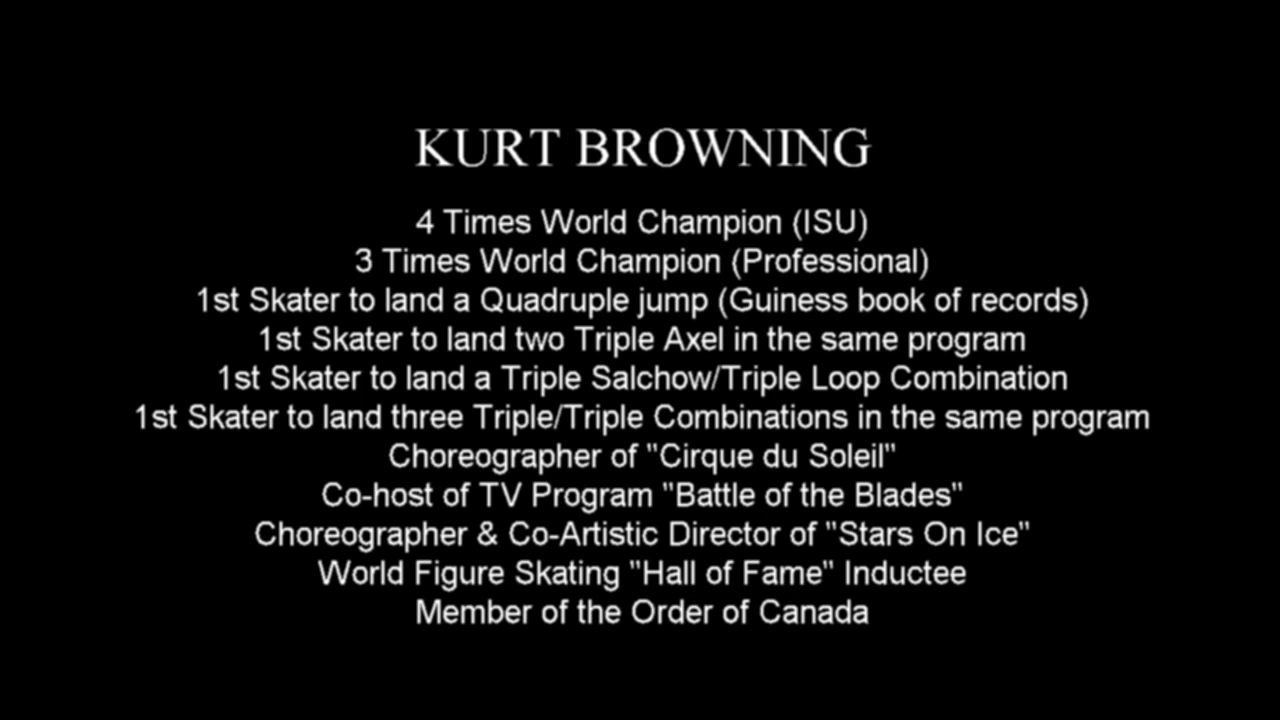 KURT BROWNING
4 Times World Champion (ISU)
3 Times World Champion (Professional)
1st Skater to land a Quadruple jump (Guiness book of records)
1st Skater to land two Triple Axel in the same program
1st Skater to land a Triple Salchow/Triple Loop Combination
1st Skater to land three Triple/Triple Combinations in the same program
Choreographer of "Cirque du Soleil"
Co-host of TV Program "Battle of the Blades"
Choreographer & Co-Artistic Director of "Stars On Ice"
World Figure Skating "Hall of Fame" Inductee
Member of the Order of Canada